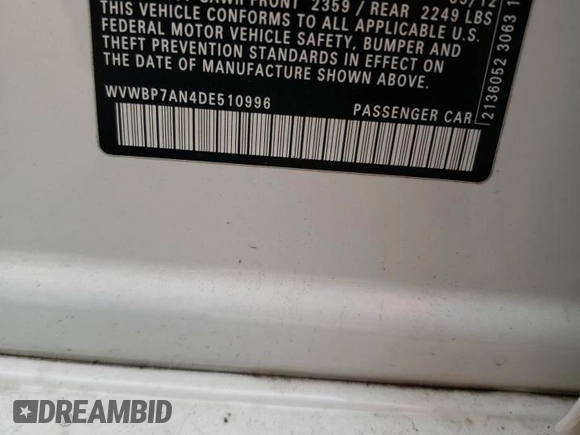 FRONT 2359 / REAR 2249 LBS
THIS VEHICLE CONFORMS TO ALL APPLICABLE U.S.
FEDERAL MOTOR VEHICLE SAFETY, BUMPER AND
THEFT PREVENTION STANDARDS IN EFFECT ON
THE DATE OF MANUFACTURE SHOWN ABOVE.
WVWBP7AN4DE510996 PASSENGER CAR
2136052 3063
DREAMBID